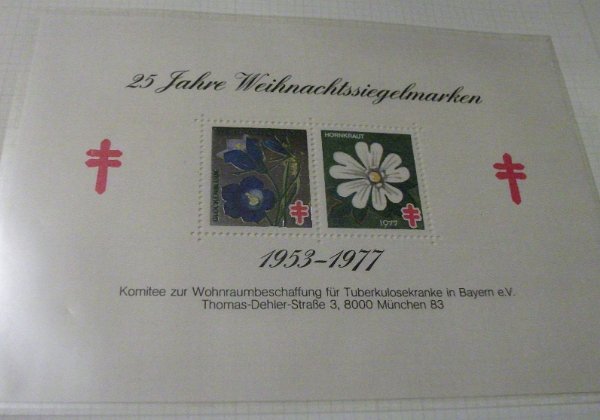 25 Jahre Weihnachtssiegelmarken
HORNKRAUT
1977
1953–1977
Komitee zur Wohnraumbeschaffung für Tuberkulosekranke in Bayern e.V.
Thomas-Dehler-Straße 3, 8000 München 83